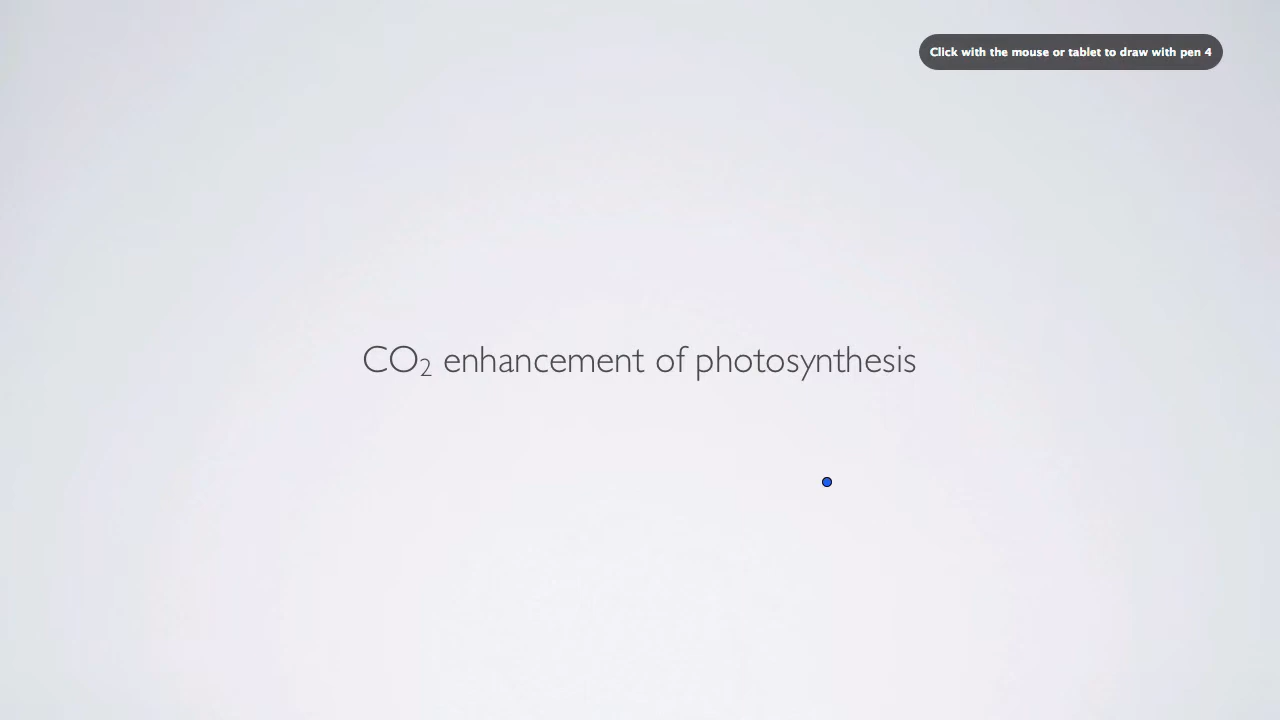 Click with the mouse or tablet to draw with pen 4
CO₂ enhancement of photosynthesis